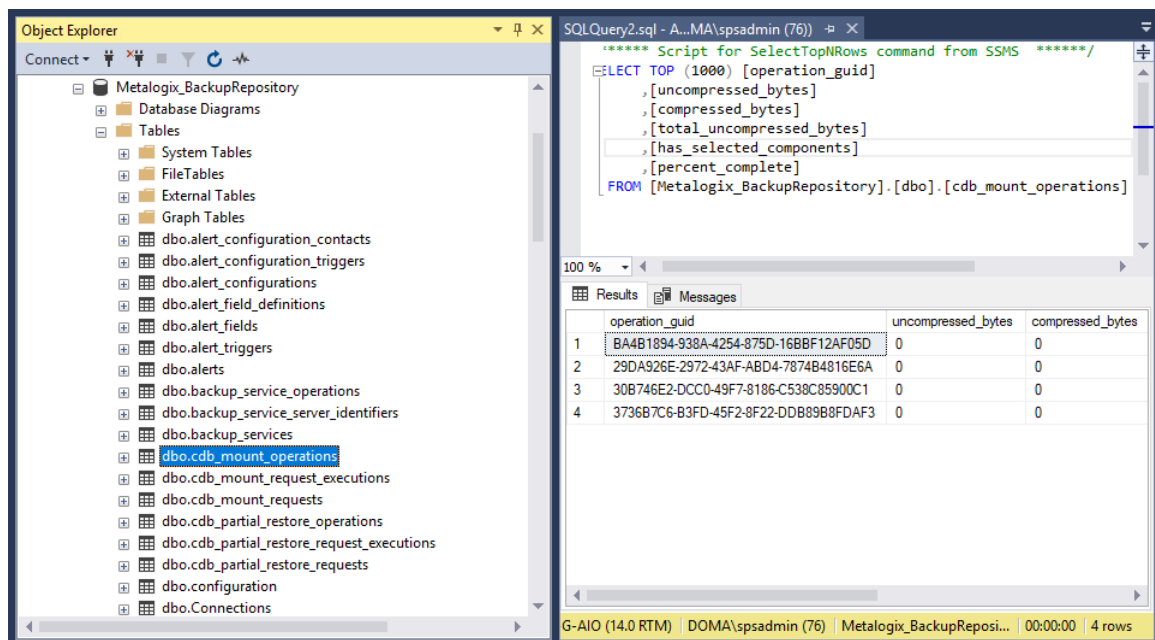 Object Explorer
Connect
Metalogix_BackupRepository
Database Diagrams
Tables
System Tables
FileTables
External Tables
Graph Tables
dbo.alert_configuration_contacts
dbo.alert_configuration_triggers
dbo.alert_configurations
dbo.alert_field_definitions
dbo.alert_fields
dbo.alert_triggers
dbo.alerts
dbo.backup_service_operations
dbo.backup_service_server_identifiers
dbo.backup_services
dbo.cdb_mount_operations
dbo.cdb_mount_request_executions
dbo.cdb_mount_requests
dbo.cdb_partial_restore_operations
dbo.cdb_partial_restore_request_executions
dbo.cdb_partial_restore_requests
dbo.configuration
dbo.Connections
SQLQuery2.sql - A...MA\spsadmin (76))
***** Script for SelectTopNRows command from SSMS ******/
ELECT TOP (1000) [operation_guid]
,[uncompressed_bytes]
,[compressed_bytes]
,[total_uncompressed_bytes]
,[has_selected_components]
,[percent_complete]
FROM [Metalogix_BackupRepository].[dbo].[cdb_mount_operations]
100 %
Results Messages
operation_guid uncompressed_bytes compressed_bytes
1 BA4B1894-938A-4254-875D-16BBF12AF05D 0 0
2 29DA926E-2972-43AF-ABD4-7874B4816E6A 0 0
3 30B746E2-DCC0-49F7-8186-C538C85900C1 0 0
4 3736B7C6-B3FD-45F2-8F22-DDB89B8FDAF3 0 0
G-AIO (14.0 RTM) DOMA\spsadmin (76) Metalogix_BackupReposi... 00:00:00 4 rows